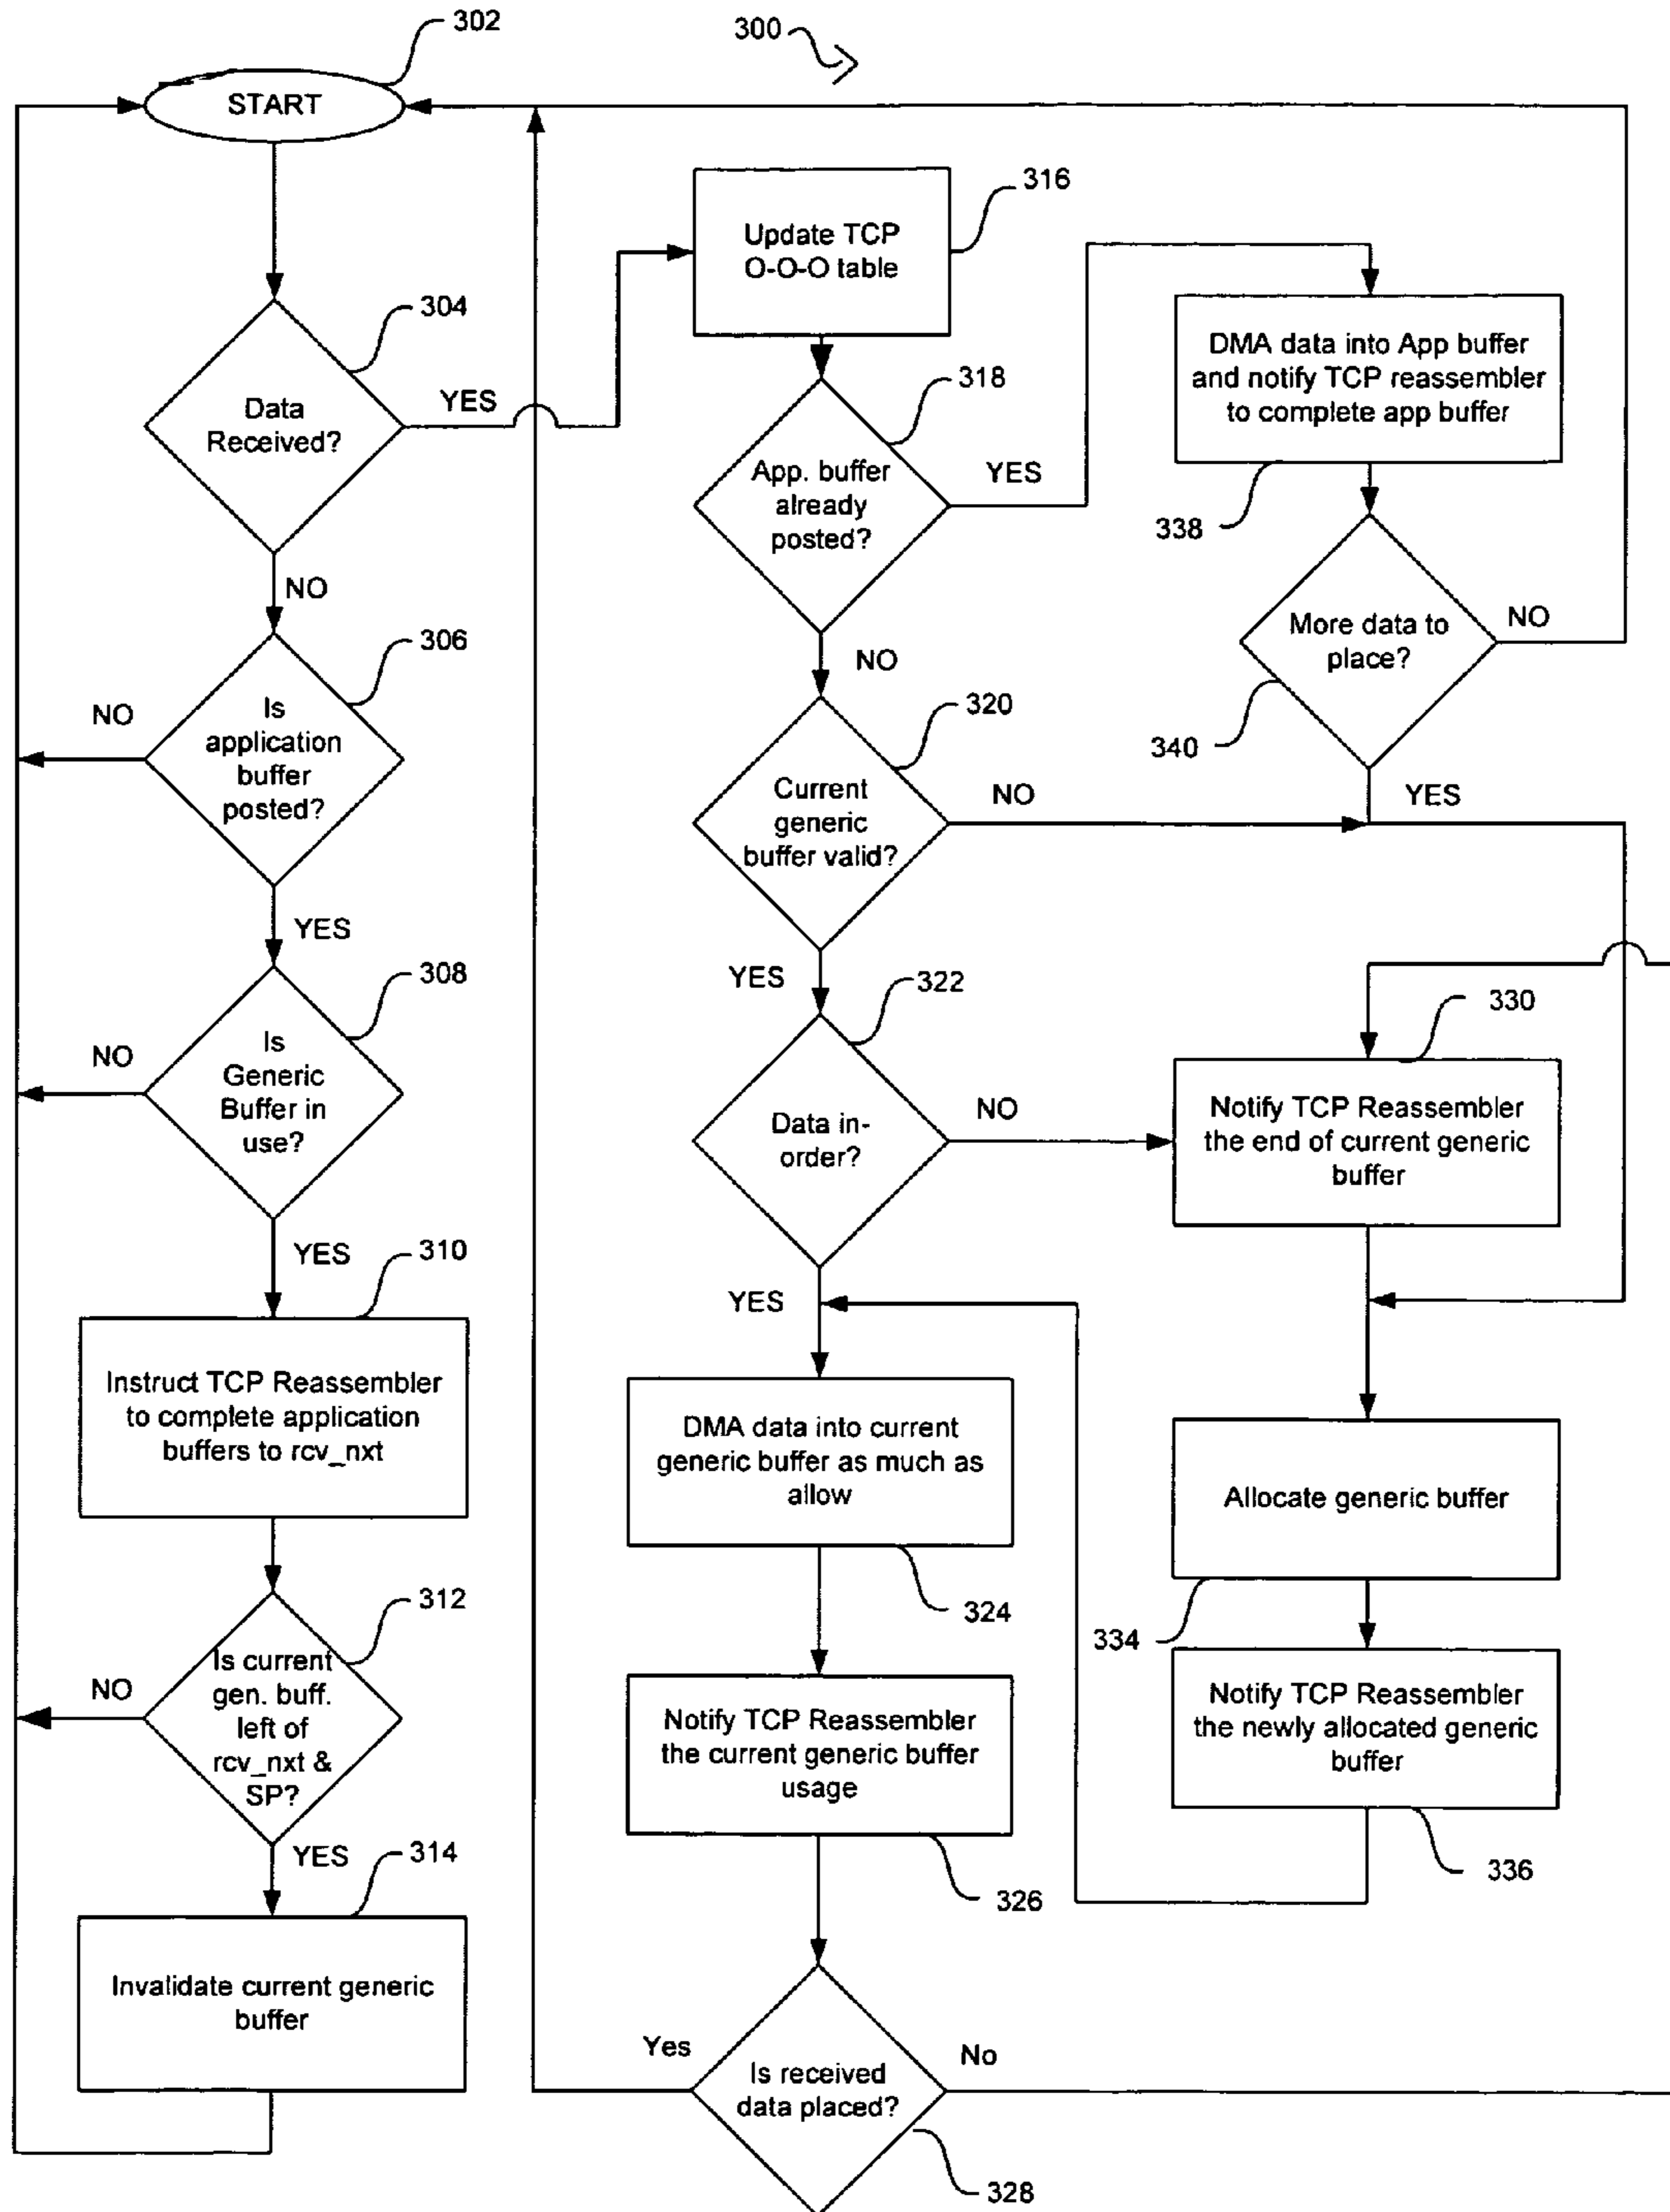 302
300
START
316
Update TCP
O-O-O table
304
Data
Received?
YES
318
App. buffer
already
posted?
YES
DMA data into App buffer
and notify TCP reassembler
to complete app buffer
338
NO
306
Is
application
buffer
posted?
NO
NO
More data to
place?
NO
340
YES
320
Current
generic
buffer valid?
NO
YES
308
Is
Generic
Buffer in
use?
NO
YES
322
Data in-
order?
NO
330
Notify TCP Reassembler
the end of current generic
buffer
YES
310
Instruct TCP Reassembler
to complete application
buffers to rcv_nxt
YES
DMA data into current
generic buffer as much as
allow
324
Allocate generic buffer
334
312
Is current
gen. buff.
left of
rcv_nxt &
SP?
NO
YES
Notify TCP Reassembler
the current generic buffer
usage
326
Notify TCP Reassembler
the newly allocated generic
buffer
336
314
Invalidate current generic
buffer
Yes
Is received
data placed?
No
328